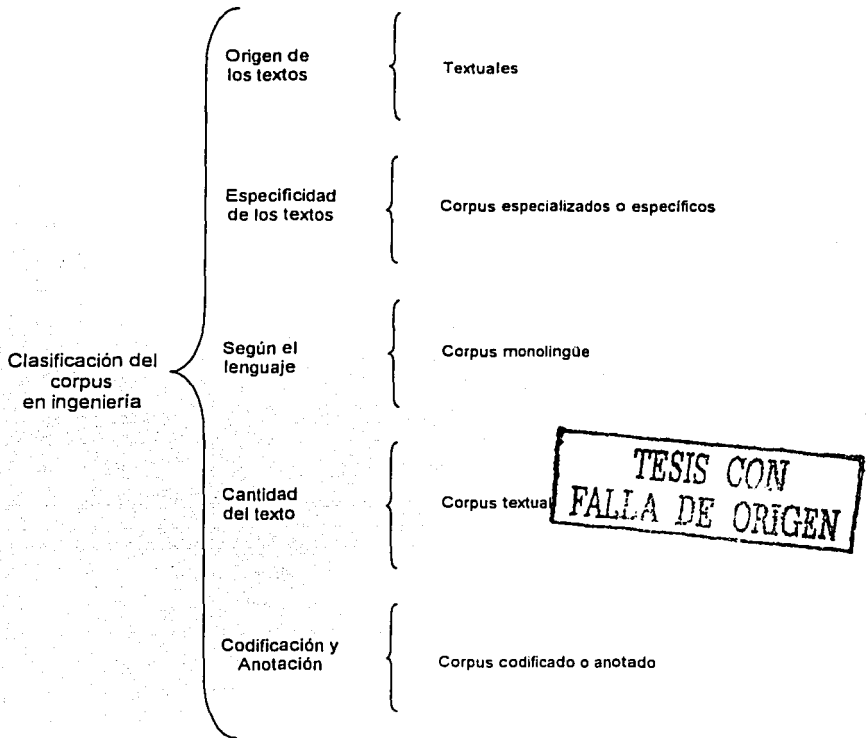 Origen de
los textos
Textuales
Especificidad
de los textos
Corpus especializados o específicos
Según el
lenguaje
Corpus monolingüe
Clasificación del
corpus
en ingeniería
Cantidad
del texto
Corpus textual
TESIS CON
FALLA DE ORIGEN
Codificación y
Anotación
Corpus codificado o anotado